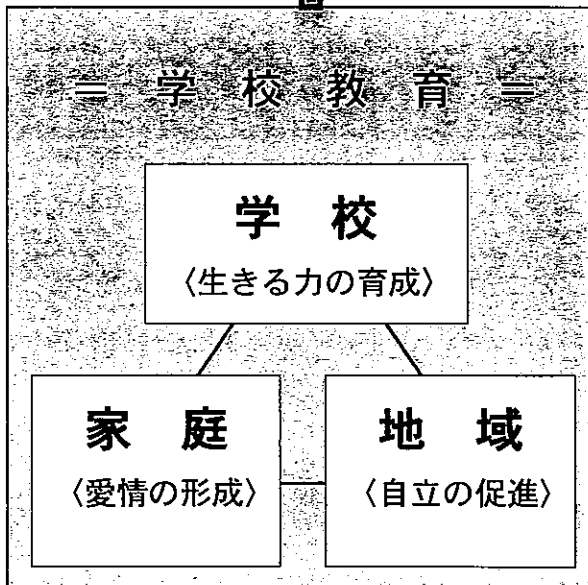 ＝ 学 校 教 育 ＝
学 校
〈生きる力の育成〉
家 庭
〈愛情の形成〉
地 域
〈自立の促進〉